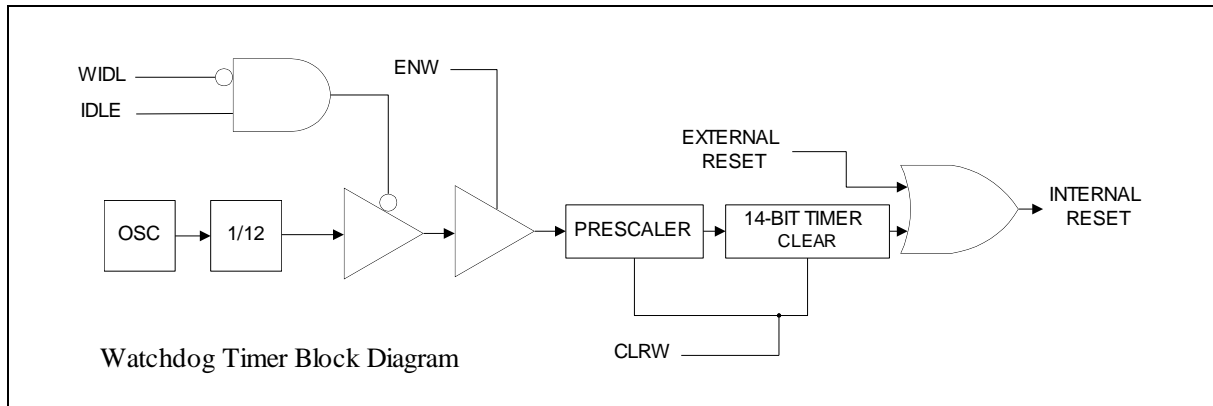 WIDL
IDLE
ENW
EXTERNAL
RESET
OSC
1/12
PRESCALER
14-BIT TIMER
CLEAR
INTERNAL
RESET
CLRW
Watchdog Timer Block Diagram